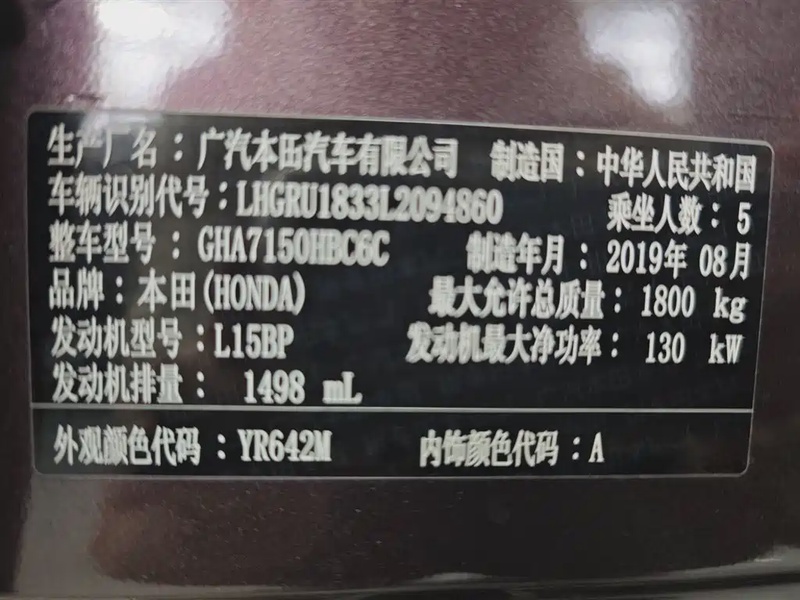 生产厂名：广汽本田汽车有限公司 制造国：中华人民共和国
车辆识别代号：LHGRU1833L2094860 乘坐人数：5
整车型号：GHA7150HBC6C 制造年月：2019年 08月
品牌：本田(HONDA) 最大允许总质量：1800 kg
发动机型号：L15BP 发动机最大净功率：130 kW
发动机排量：1498 mL
外观颜色代码：YR642M 内饰颜色代码：A